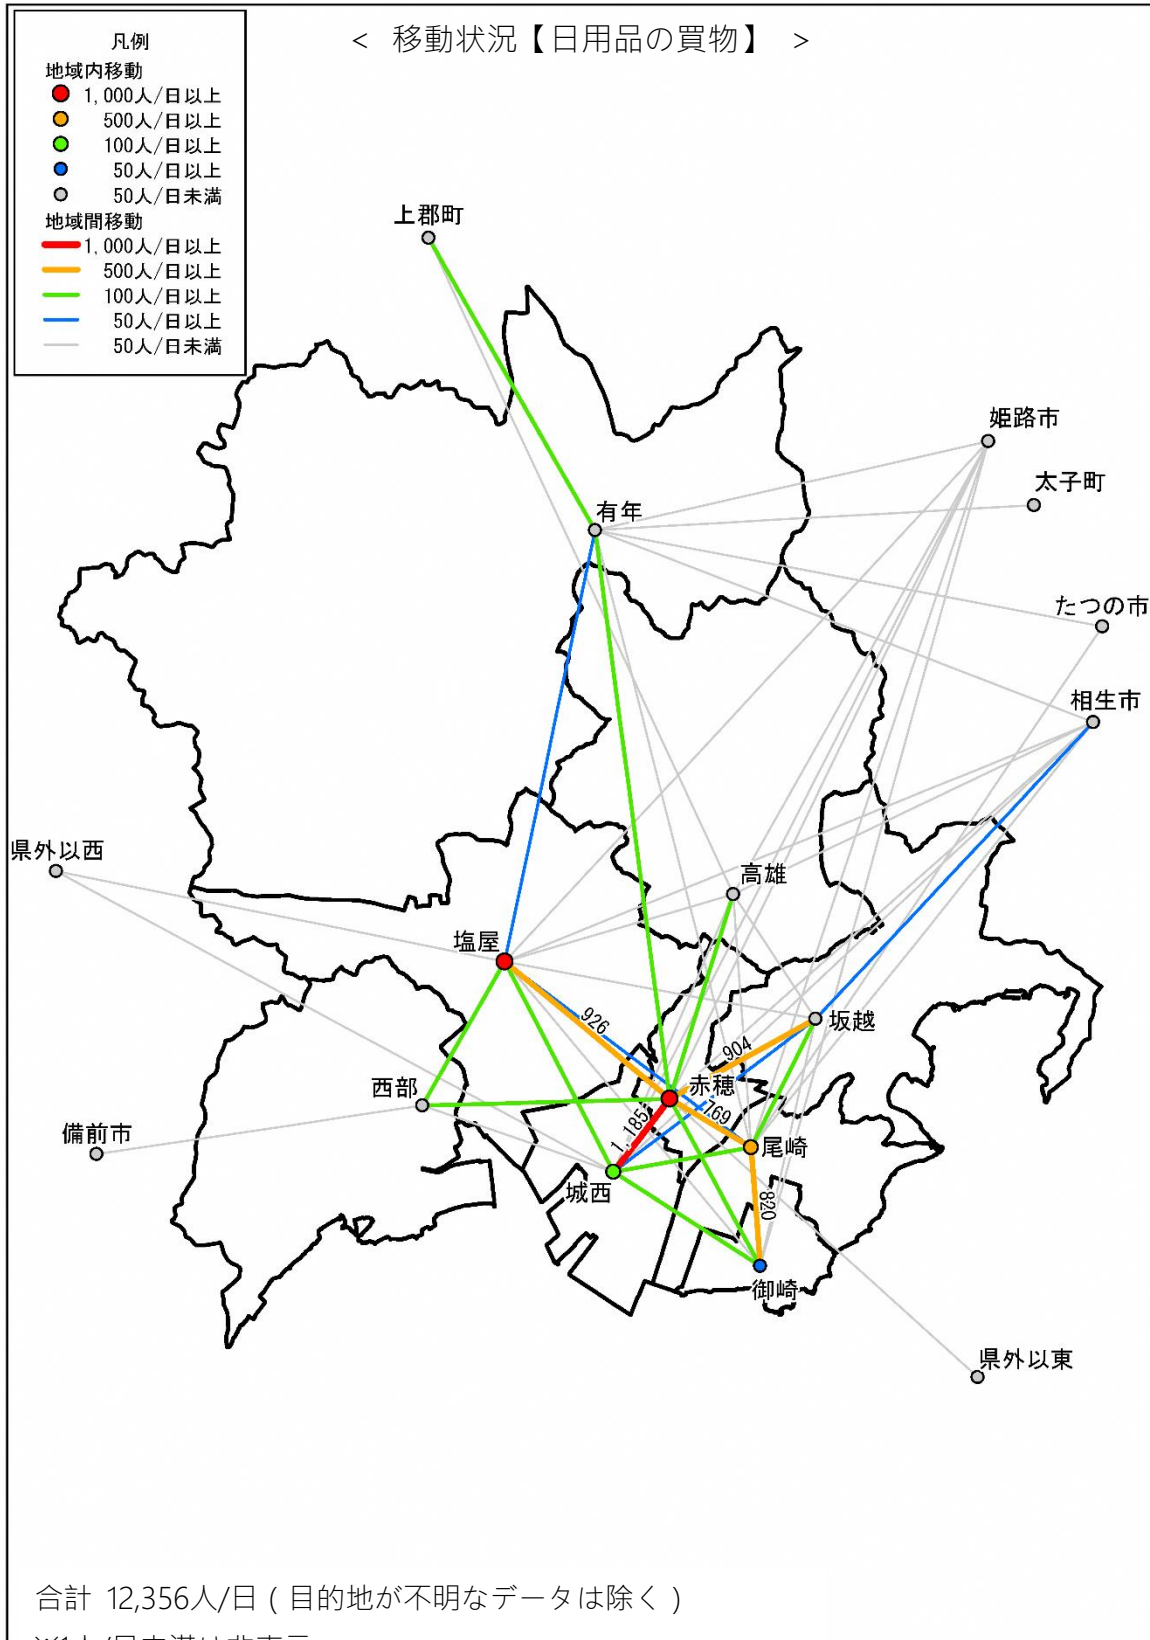 < 移動状況【日用品の買物】 >
凡例
地域内移動
1,000人/日以上
500人/日以上
100人/日以上
50人/日以上
50人/日未満
地域間移動
1,000人/日以上
500人/日以上
100人/日以上
50人/日以上
50人/日未満
上郡町
姫路市
太子町
有年
たつの市
相生市
県外以西
高雄
塩屋
926
坂越
904
西部
赤穂
769
1,185
備前市
尾崎
城西
820
御崎
県外以東
合計 12,356人/日 ( 目的地が不明なデータは除く )